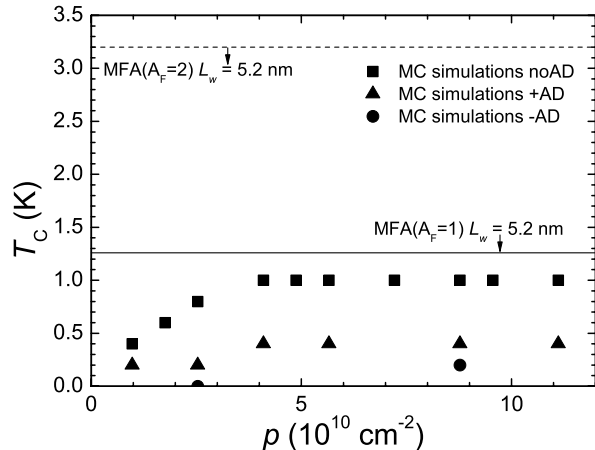 3.5
3.0
2.5
2.0
1.5
1.0
0.5
0.0
T_C (K)
MFA(A_F=2) L_w = 5.2 nm
MC simulations noAD
MC simulations +AD
MC simulations -AD
MFA(A_F=1) L_w = 5.2 nm
0 5 10
p (10^10 cm^-2)